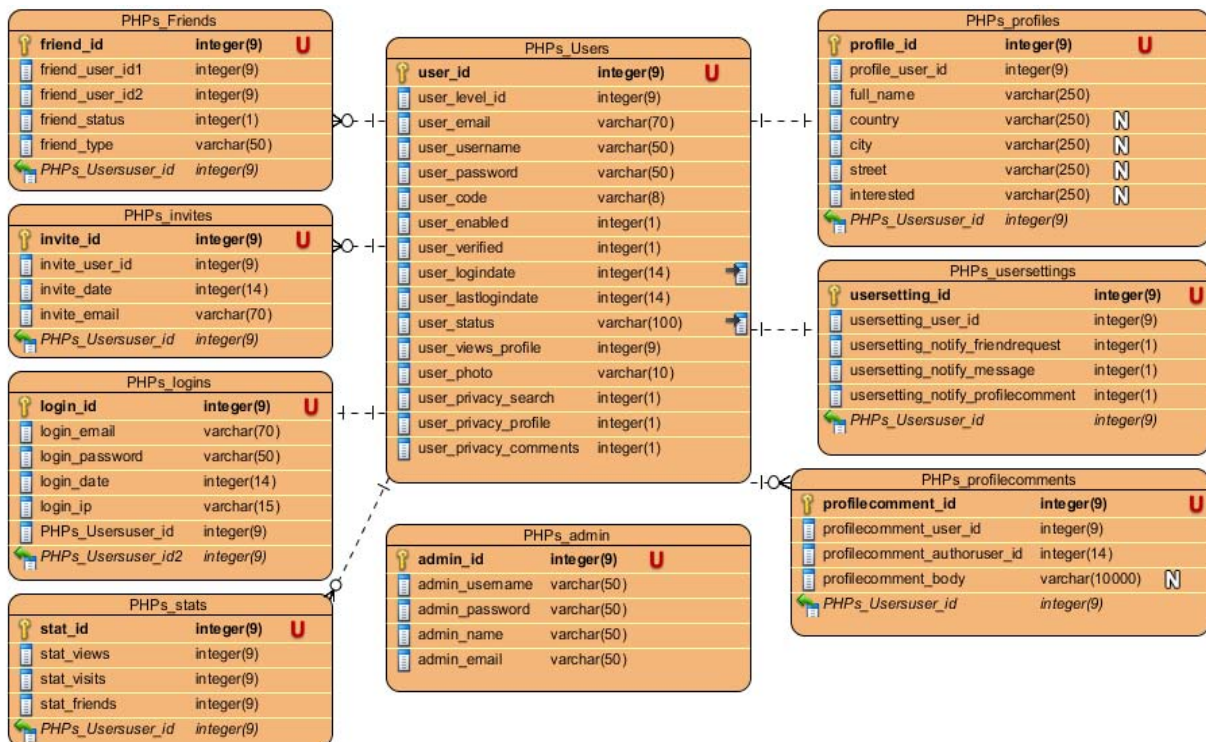 PHPs_Friends
friend_id integer(9) U
friend_user_id1 integer(9)
friend_user_id2 integer(9)
friend_status integer(1)
friend_type varchar(50)
PHPs_Usersuser_id integer(9)
PHPs_invites
invite_id integer(9) U
invite_user_id integer(9)
invite_date integer(14)
invite_email varchar(70)
PHPs_Usersuser_id integer(9)
PHPs_logins
login_id integer(9) U
login_email varchar(70)
login_password varchar(50)
login_date integer(14)
login_ip varchar(15)
PHPs_Usersuser_id integer(9)
PHPs_Usersuser_id2 integer(9)
PHPs_stats
stat_id integer(9) U
stat_views integer(9)
stat_visits integer(9)
stat_friends integer(9)
PHPs_Usersuser_id integer(9)
PHPs_Users
user_id integer(9) U
user_level_id integer(9)
user_email varchar(70)
user_username varchar(50)
user_password varchar(50)
user_code varchar(8)
user_enabled integer(1)
user_verified integer(1)
user_logindate integer(14)
user_lastlogindate integer(14)
user_status varchar(100)
user_views_profile integer(9)
user_photo varchar(10)
user_privacy_search integer(1)
user_privacy_profile integer(1)
user_privacy_comments integer(1)
PHPs_admin
admin_id integer(9) U
admin_username varchar(50)
admin_password varchar(50)
admin_name varchar(50)
admin_email varchar(50)
PHPs_profiles
profile_id integer(9) U
profile_user_id integer(9)
full_name varchar(250)
country varchar(250) N
city varchar(250) N
street varchar(250) N
interested varchar(250) N
PHPs_Usersuser_id integer(9)
PHPs_usersettings
usersetting_id integer(9) U
usersetting_user_id integer(9)
usersetting_notify_friendrequest integer(1)
usersetting_notify_message integer(1)
usersetting_notify_profilecomment integer(1)
PHPs_Usersuser_id integer(9)
PHPs_profilecomments
profilecomment_id integer(9) U
profilecomment_user_id integer(9)
profilecomment_authoruser_id integer(14)
profilecomment_body varchar(10000) N
PHPs_Usersuser_id integer(9)